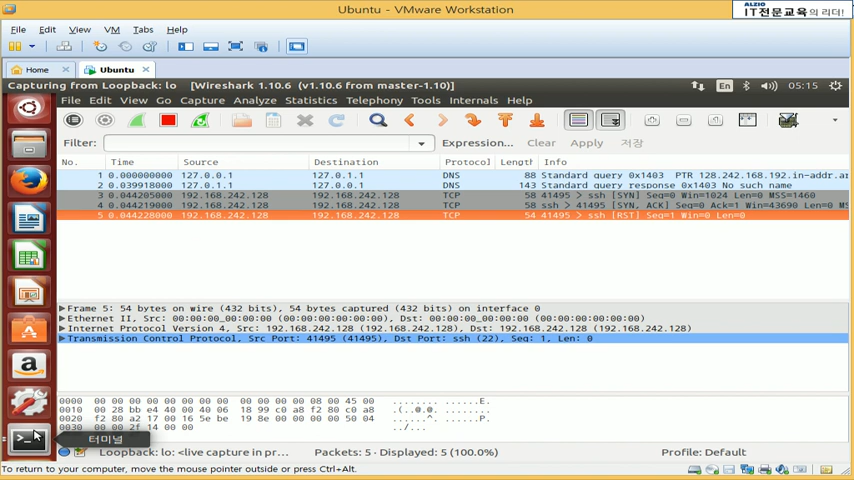 Ubuntu - VMware Workstation
ALZIO
IT전문교육의 리더!
File Edit View VM Tabs Help
Home
Ubuntu
Capturing from Loopback: lo [Wireshark 1.10.6 (v1.10.6 from master-1.10)]
En
05:15
File Edit View Go Capture Analyze Statistics Telephony Tools Internals Help
Filter:
Expression... Clear Apply 저장
No. Time Source Destination Protocol Length Info
1 0.000000000 127.0.0.1 127.0.1.1 DNS 88 Standard query 0x1403 PTR 128.242.168.192.in-addr.a
2 0.039918000 127.0.1.1 127.0.0.1 DNS 143 Standard query response 0x1403 No such name
3 0.044205000 192.168.242.128 192.168.242.128 TCP 58 41495 > ssh [SYN] Seq=0 Win=1024 Len=0 MSS=1460
4 0.044219000 192.168.242.128 192.168.242.128 TCP 58 ssh > 41495 [SYN, ACK] Seq=0 Ack=1 Win=43690 Len=0 MS
5 0.044228000 192.168.242.128 192.168.242.128 TCP 54 41495 > ssh [RST] Seq=1 Win=0 Len=0
Frame 5: 54 bytes on wire (432 bits), 54 bytes captured (432 bits) on interface 0
Ethernet II, Src: 00:00:00_00:00:00 (00:00:00:00:00:00), Dst: 00:00:00_00:00:00 (00:00:00:00:00:00)
Internet Protocol Version 4, Src: 192.168.242.128 (192.168.242.128), Dst: 192.168.242.128 (192.168.242.128)
Transmission Control Protocol, Src Port: 41495 (41495), Dst Port: ssh (22), Seq: 1, Len: 0
0000 00 00 00 00 00 00 00 00 00 00 00 00 08 00 45 00 ........ ......E.
0010 00 28 bb e4 40 00 40 06 18 99 c0 a8 f2 80 c0 a8 .(..@.@. ........
0020 f2 80 a2 17 00 16 5e be 19 8e 00 00 00 00 50 04 ......^. ......P.
0030 00 00 2f 14 00 00 ../...
터미널
Loopback: lo: <live capture in pr...
Packets: 5 · Displayed: 5 (100.0%)
Profile: Default
To return to your computer, move the mouse pointer outside or press Ctrl+Alt.